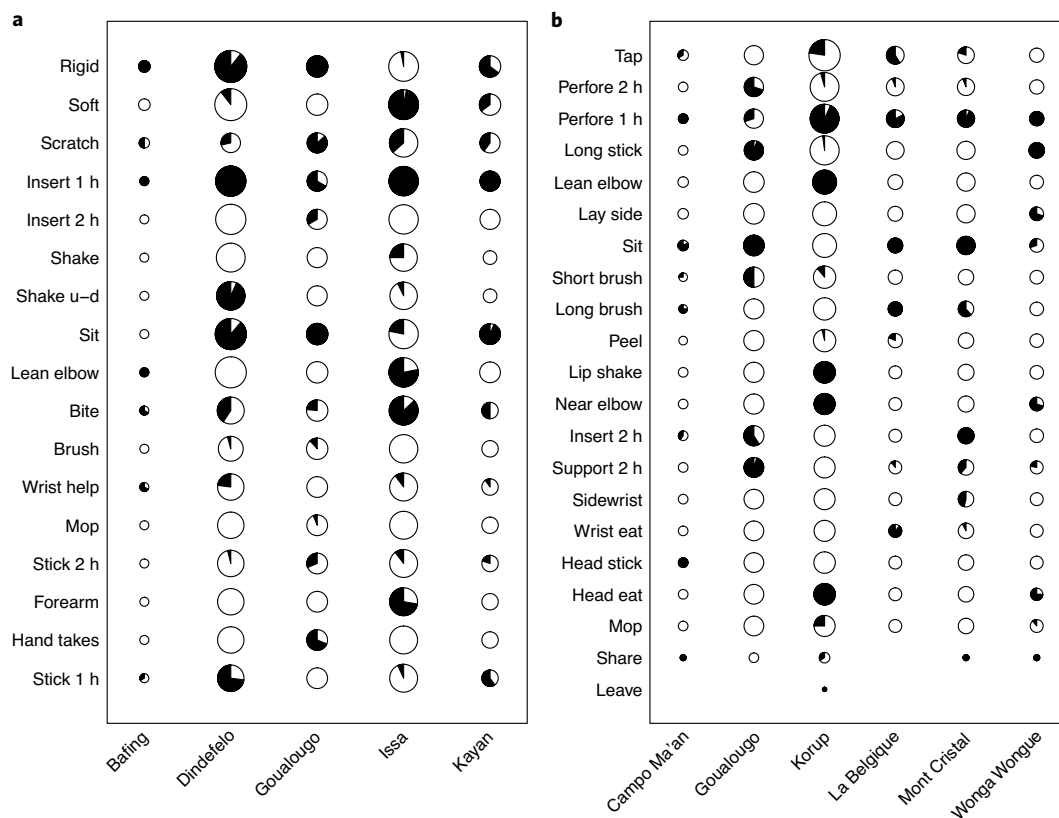 a
Rigid
Soft
Scratch
Insert 1 h
Insert 2 h
Shake
Shake u–d
Sit
Lean elbow
Bite
Brush
Wrist help
Mop
Stick 2 h
Forearm
Hand takes
Stick 1 h
Bafing
Dindefelo
Goualougo
Issa
Kayan
b
Tap
Perfore 2 h
Perfore 1 h
Long stick
Lean elbow
Lay side
Sit
Short brush
Long brush
Peel
Lip shake
Near elbow
Insert 2 h
Support 2 h
Sidewrist
Wrist eat
Head stick
Head eat
Mop
Share
Leave
Campo Ma'an
Goualougo
Korup
La Belgique
Mont Cristal
Wonga Wongue